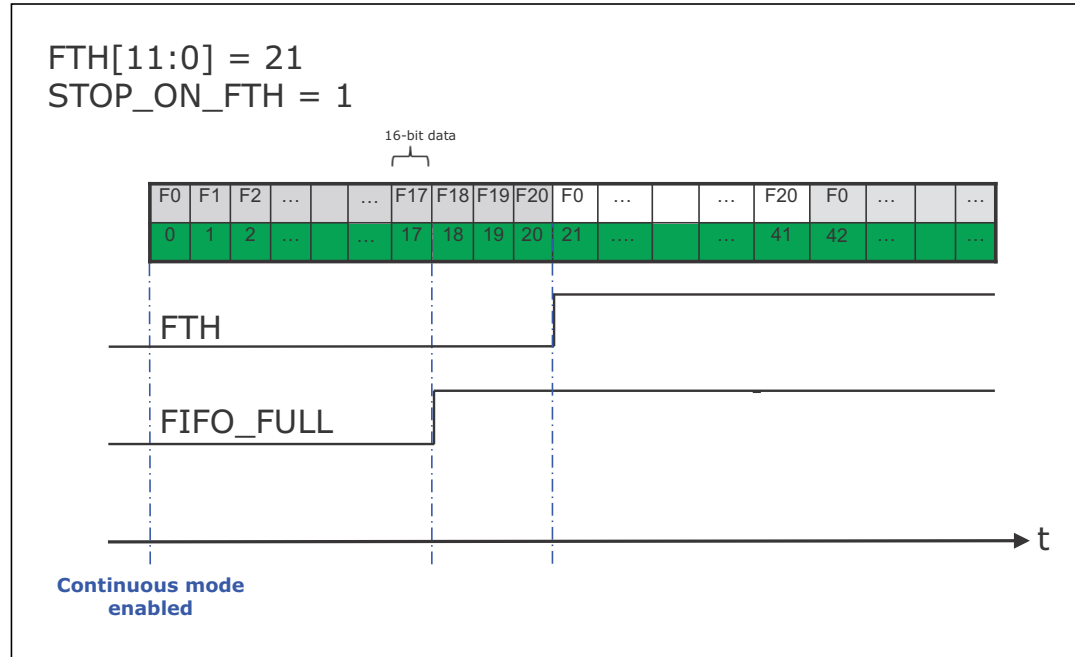 FTH[11:0] = 21
STOP_ON_FTH = 1
16-bit data
F0 F1 F2 ... ... F17 F18 F19 F20 F0 ... ... F20 F0 ... ...
0 1 2 ... ... 17 18 19 20 21 .... ... 41 42 ... ...
FTH
FIFO_FULL
t
Continuous mode
enabled